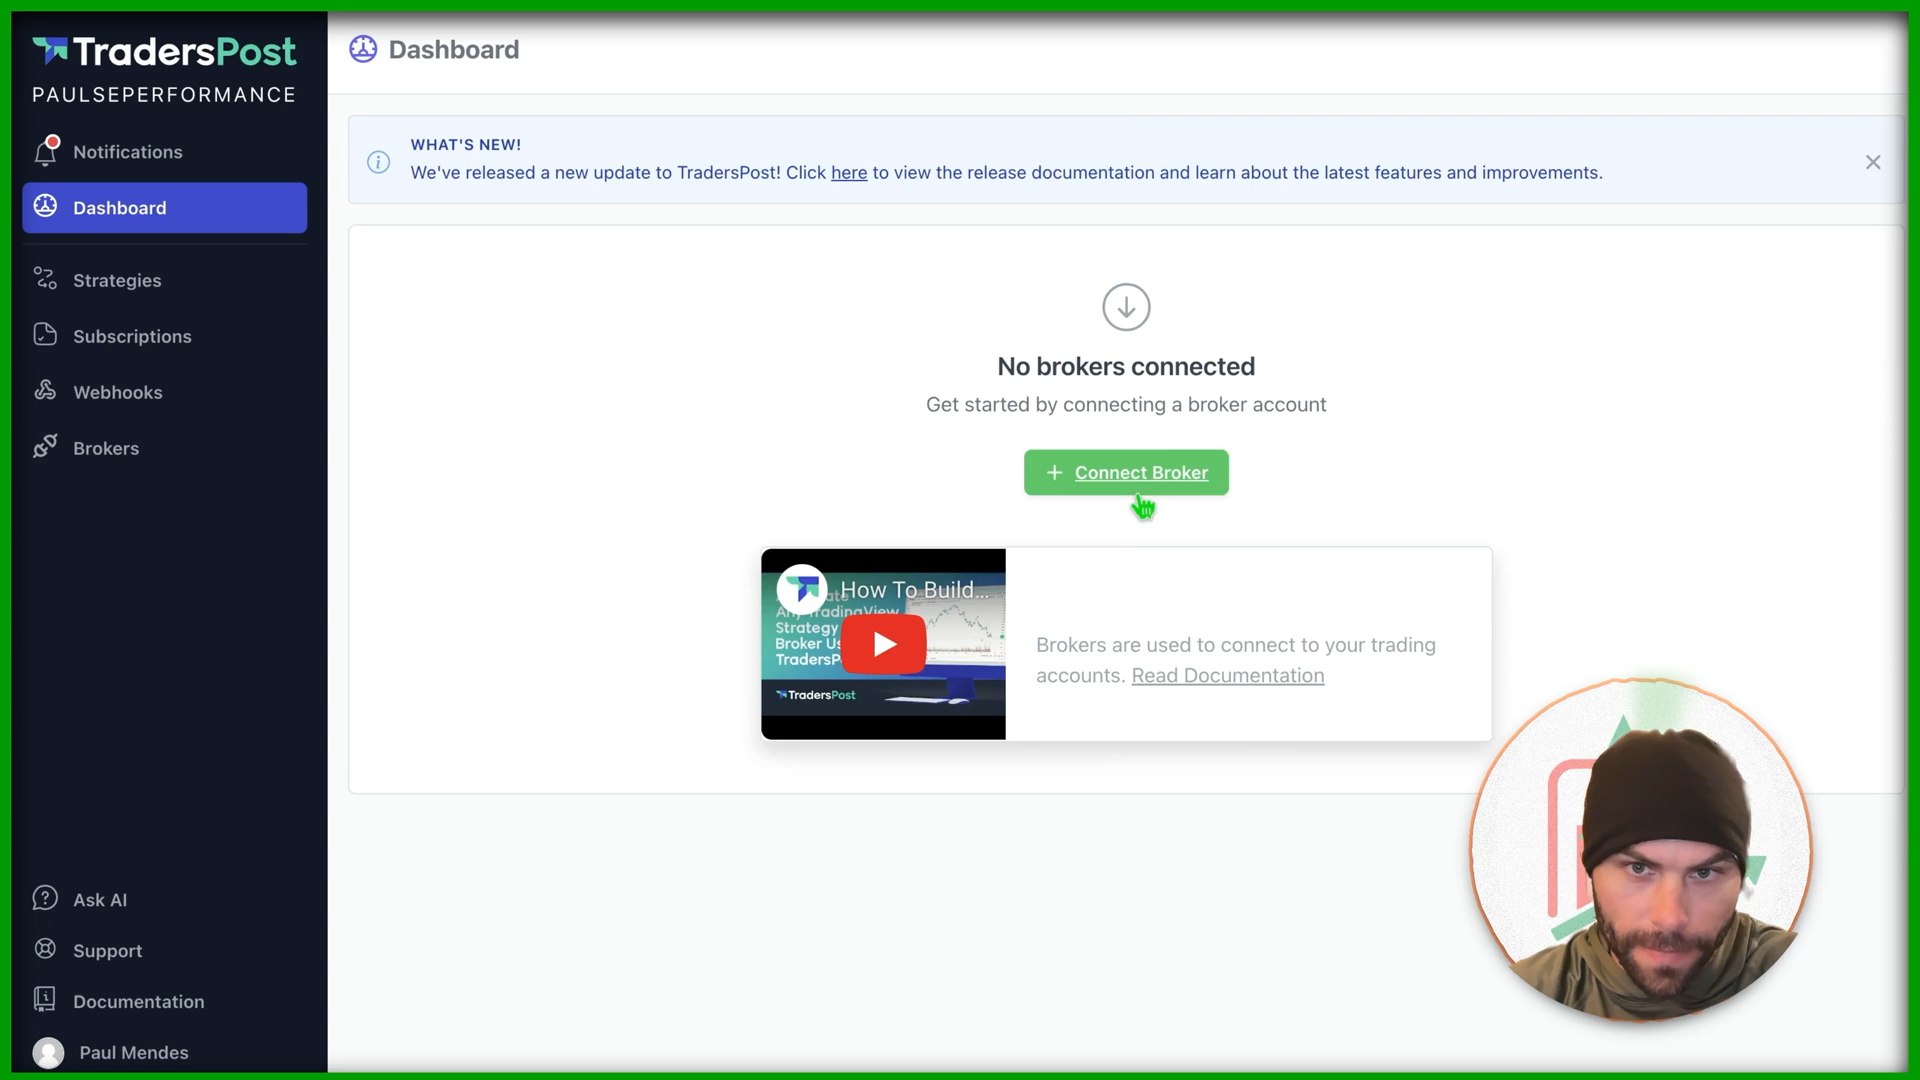 TradersPost
PAULSEPERFORMANCE
Notifications
Dashboard
Strategies
Subscriptions
Webhooks
Brokers
Ask AI
Support
Documentation
Paul Mendes
Dashboard
WHAT'S NEW!
We've released a new update to TradersPost! Click here to view the release documentation and learn about the latest features and improvements.
No brokers connected
Get started by connecting a broker account
Connect Broker
How To Build...
Any TradingView
Strategy
Broker
TradersPost
Brokers are used to connect to your trading
accounts. Read Documentation